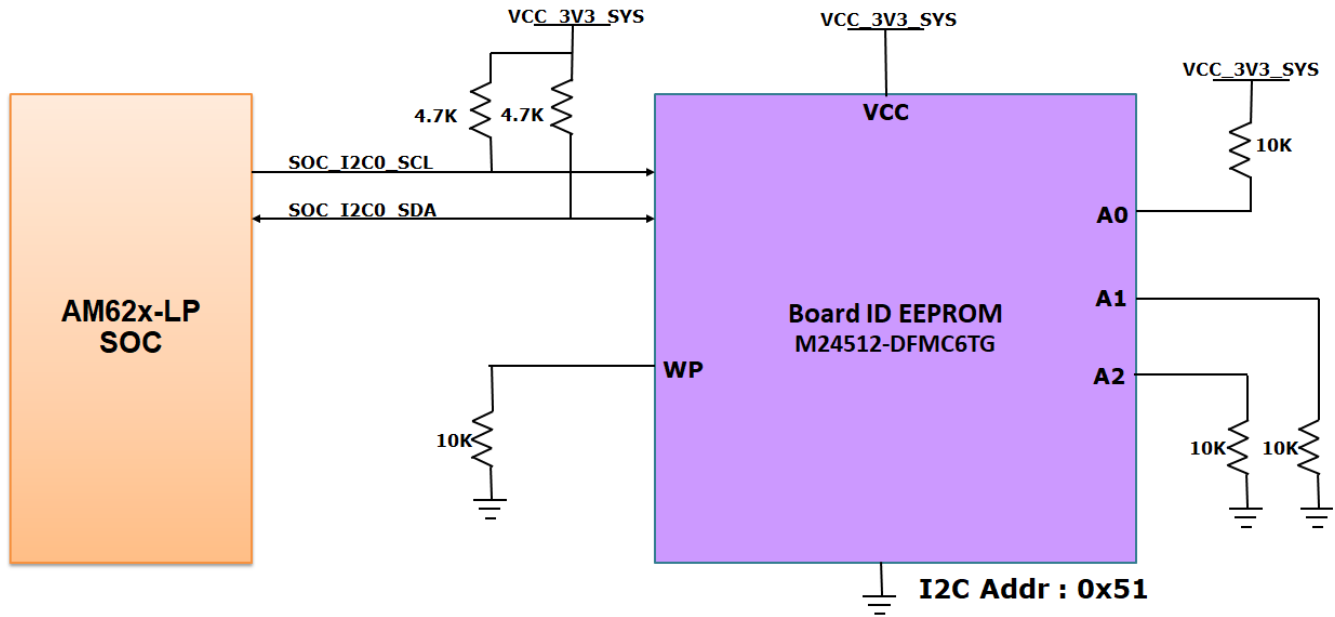 VCC_3V3_SYS
VCC_3V3_SYS
VCC_3V3_SYS
4.7K
4.7K
VCC
10K
SOC_I2C0_SCL
SOC_I2C0_SDA
A0
AM62x-LP
SOC
Board ID EEPROM
M24512-DFMC6TG
A1
WP
A2
10K
10K
10K
I2C Addr : 0x51